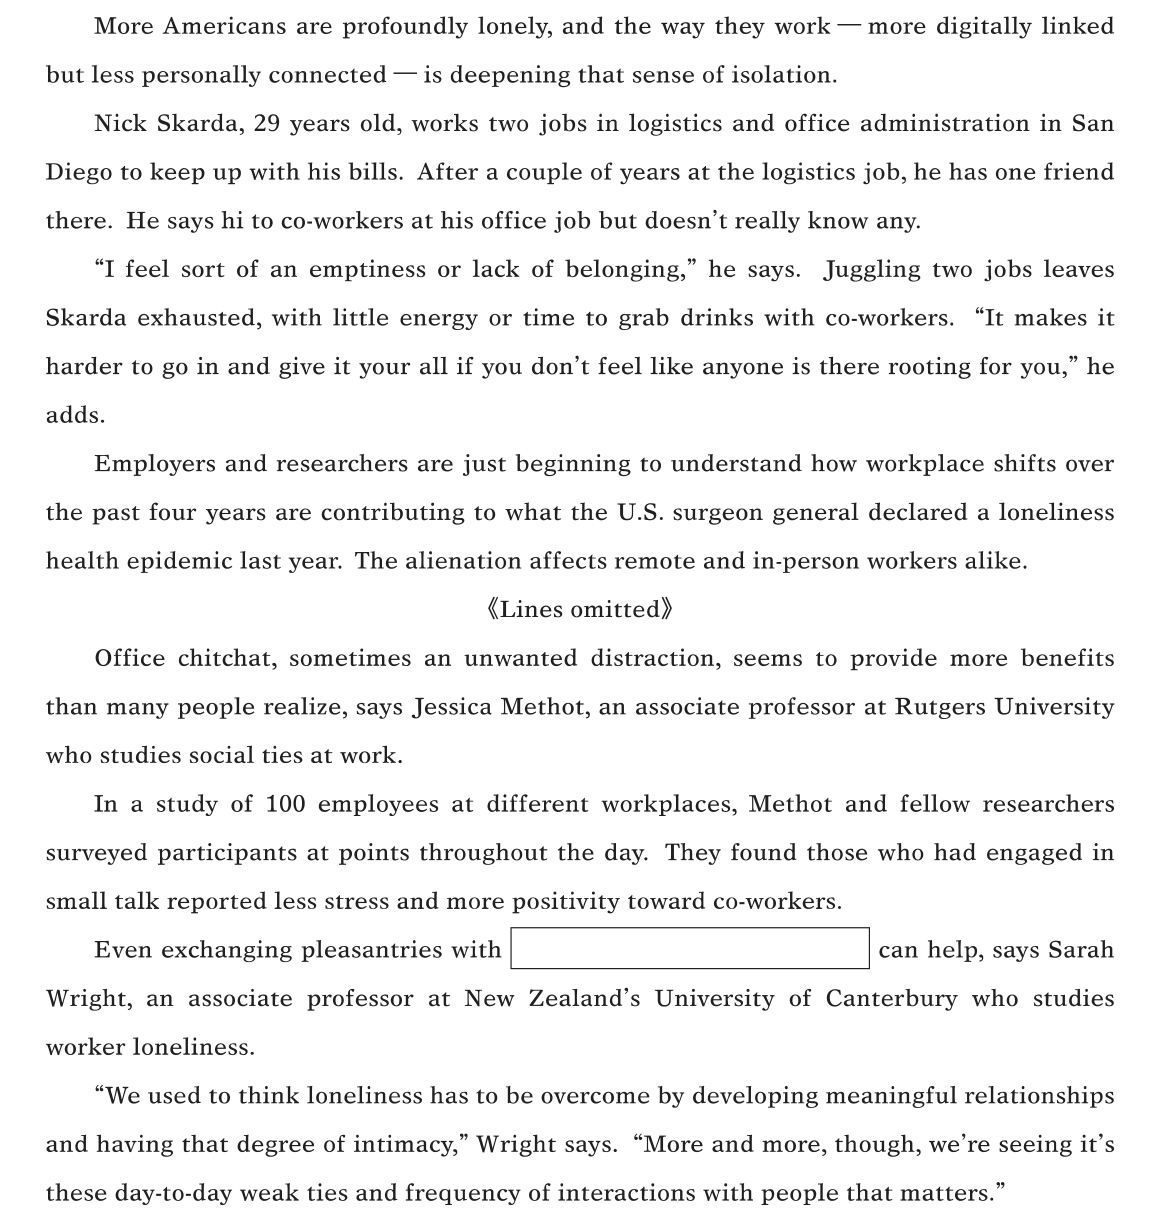 More Americans are profoundly lonely, and the way they work — more digitally linked
but less personally connected — is deepening that sense of isolation.
Nick Skarda, 29 years old, works two jobs in logistics and office administration in San
Diego to keep up with his bills. After a couple of years at the logistics job, he has one friend
there. He says hi to co-workers at his office job but doesn’t really know any.
“I feel sort of an emptiness or lack of belonging,” he says. Juggling two jobs leaves
Skarda exhausted, with little energy or time to grab drinks with co-workers. “It makes it
harder to go in and give it your all if you don’t feel like anyone is there rooting for you,” he
adds.
Employers and researchers are just beginning to understand how workplace shifts over
the past four years are contributing to what the U.S. surgeon general declared a loneliness
health epidemic last year. The alienation affects remote and in-person workers alike.
《Lines omitted》
Office chitchat, sometimes an unwanted distraction, seems to provide more benefits
than many people realize, says Jessica Methot, an associate professor at Rutgers University
who studies social ties at work.
In a study of 100 employees at different workplaces, Methot and fellow researchers
surveyed participants at points throughout the day. They found those who had engaged in
small talk reported less stress and more positivity toward co-workers.
Even exchanging pleasantries with can help, says Sarah
Wright, an associate professor at New Zealand’s University of Canterbury who studies
worker loneliness.
“We used to think loneliness has to be overcome by developing meaningful relationships
and having that degree of intimacy,” Wright says. “More and more, though, we’re seeing it’s
these day-to-day weak ties and frequency of interactions with people that matters.”